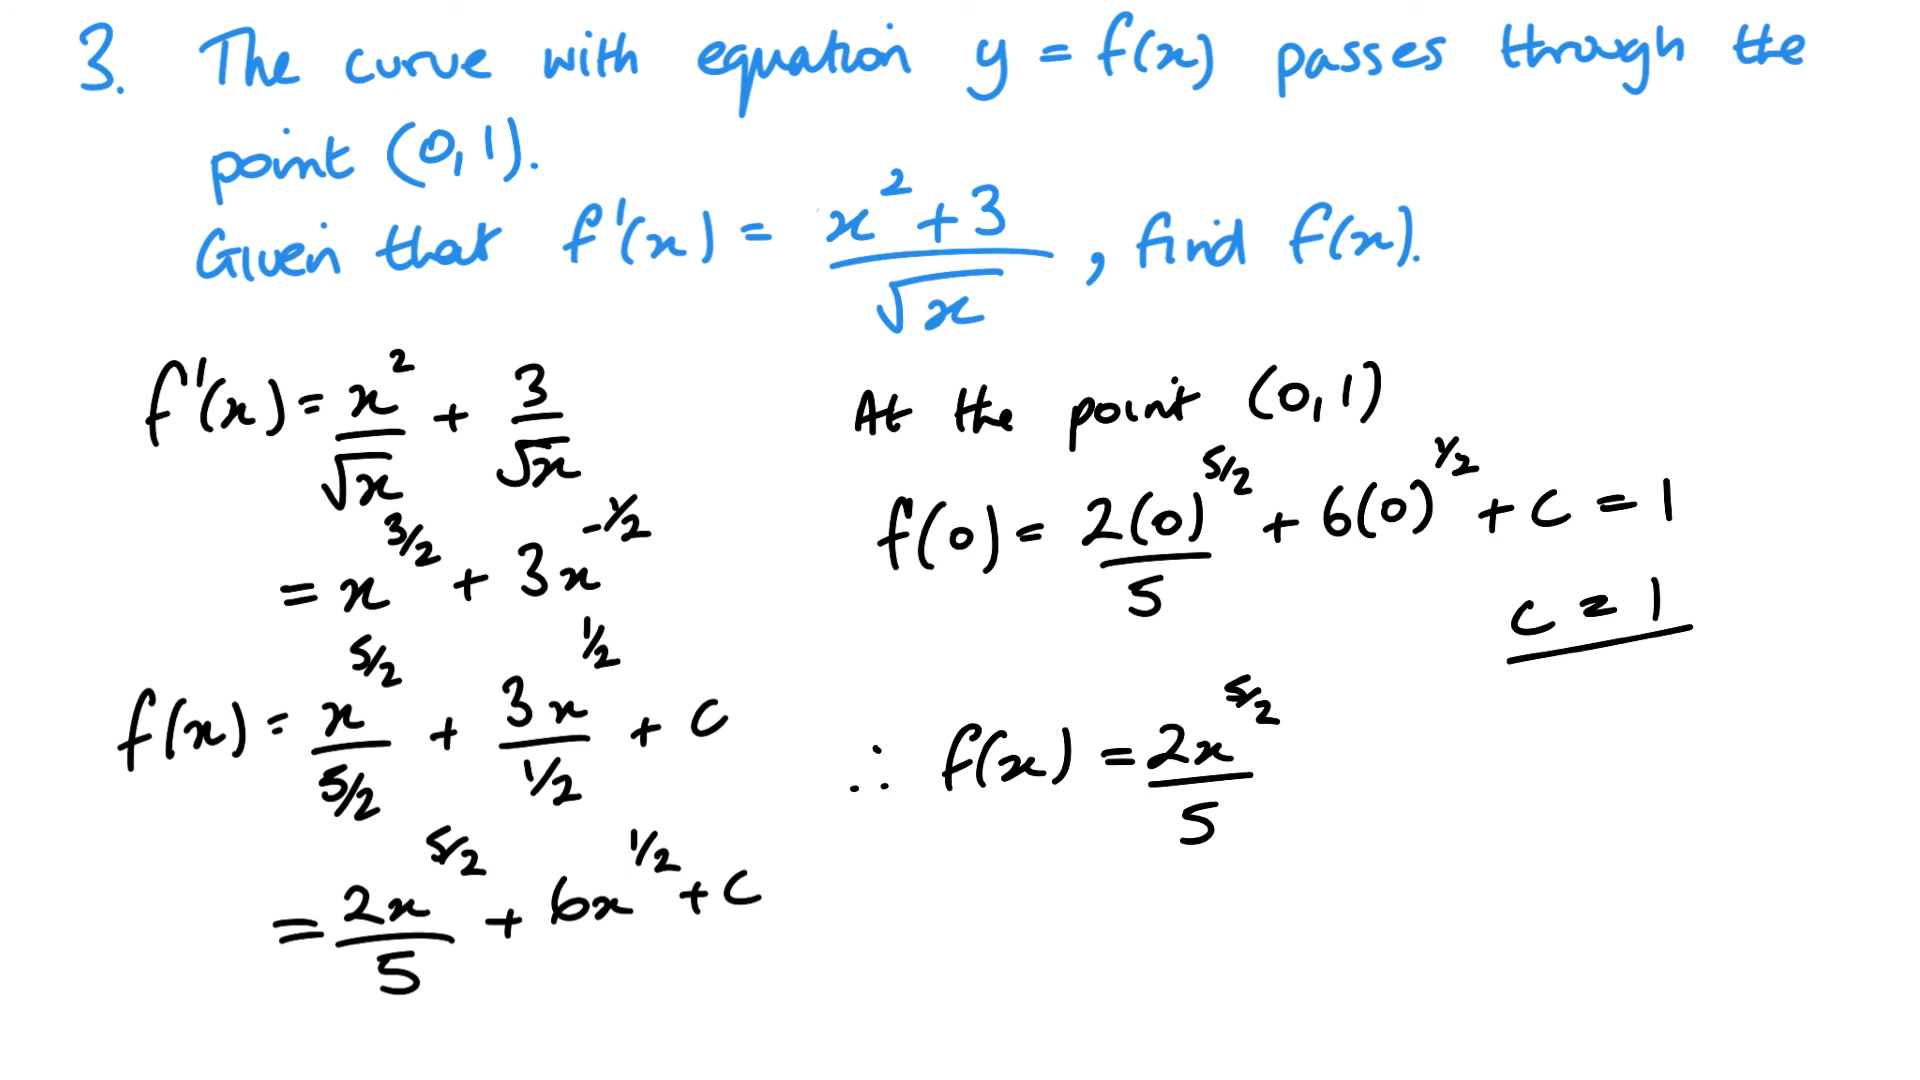 3. The curve with equation y = f(x) passes through the
point (0,1).
Given that f'(x) = (x² + 3)/√x , find f(x).
f'(x) = x²/√x + 3/√x
= x^(3/2) + 3x^(-1/2)
f(x) = x^(5/2)/(5/2) + 3x^(1/2)/(1/2) + c
= 2x^(5/2)/5 + 6x^(1/2) + c
At the point (0,1)
f(0) = 2(0)^(5/2)/5 + 6(0)^(1/2) + c = 1
c = 1
∴ f(x) = 2x^(5/2)/5